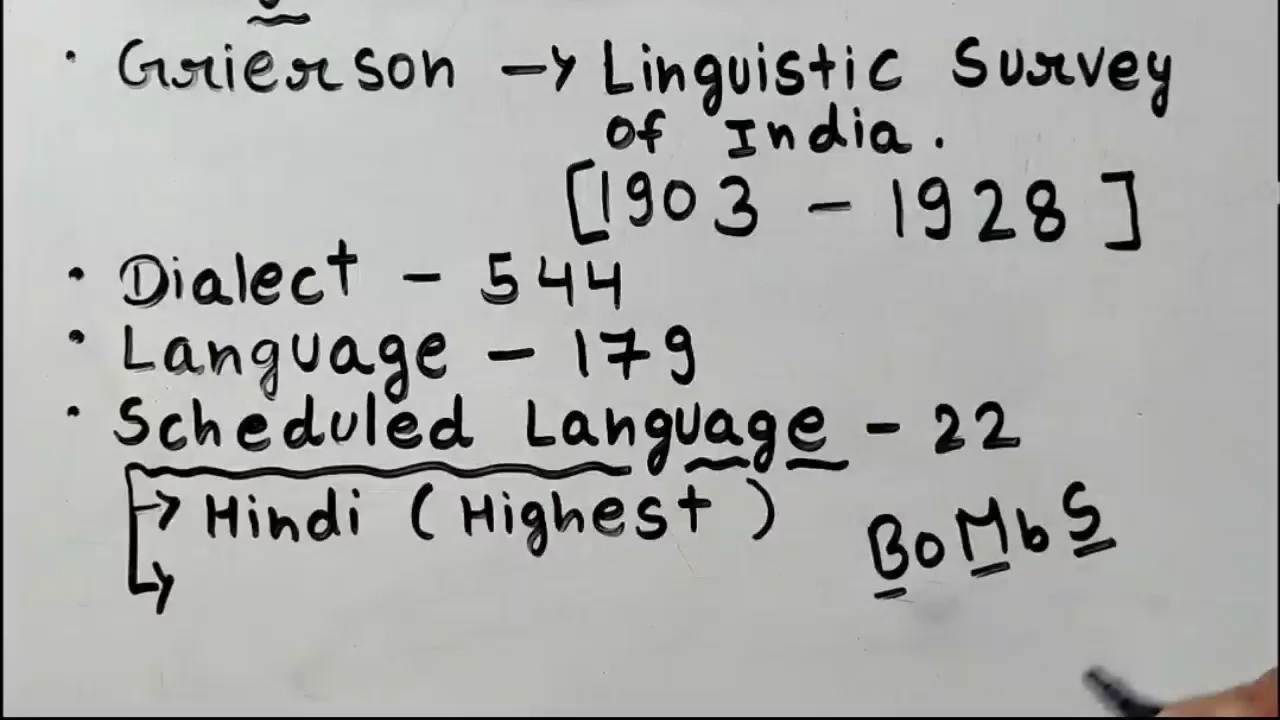 • Grierson → Linguistic Survey
of India.
[1903 - 1928]
• Dialect - 544
• Language - 179
• Scheduled Language - 22
→ Hindi (Highest)
BoMbS
→